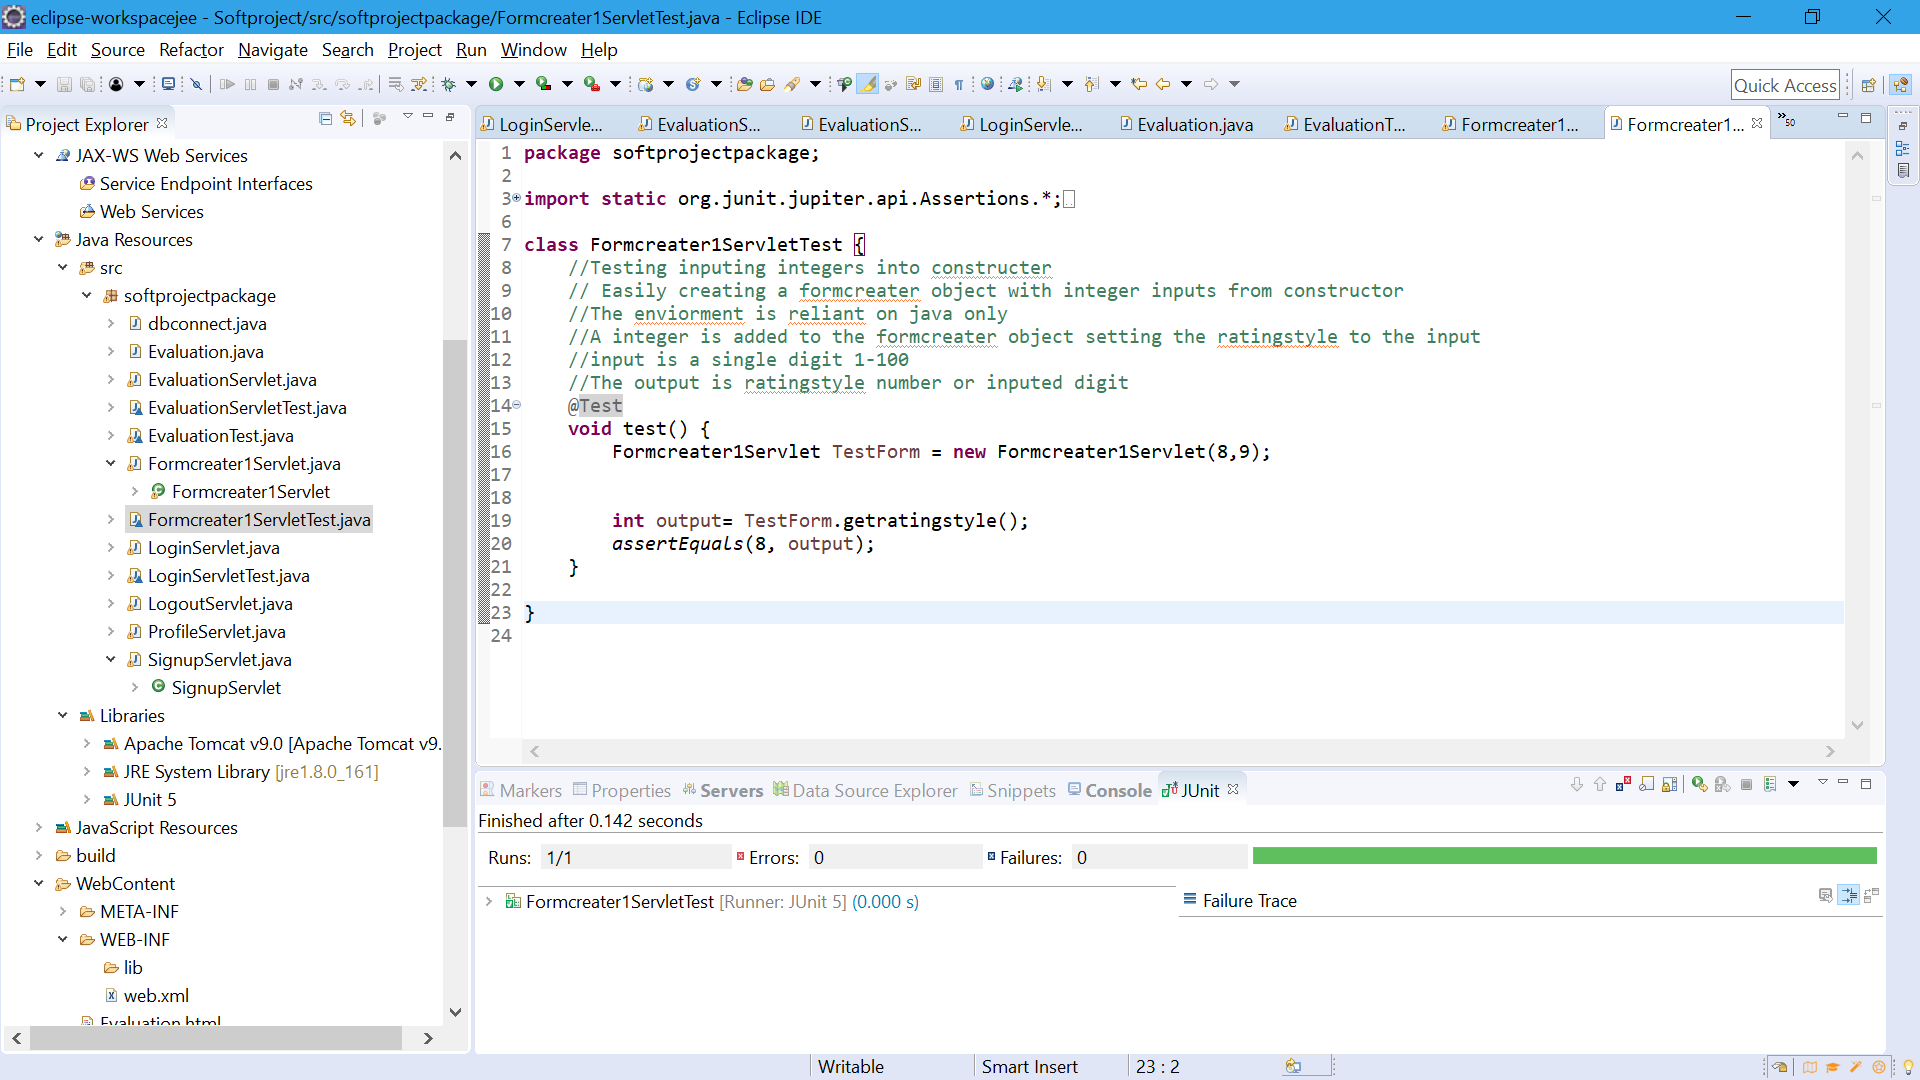 eclipse-workspacejee - Softproject/src/softprojectpackage/Formcreater1ServletTest.java - Eclipse IDE
File Edit Source Refactor Navigate Search Project Run Window Help
Quick Access
Project Explorer
JAX-WS Web Services
Service Endpoint Interfaces
Web Services
Java Resources
src
softprojectpackage
dbconnect.java
Evaluation.java
EvaluationServlet.java
EvaluationServletTest.java
EvaluationTest.java
Formcreater1Servlet.java
Formcreater1Servlet
Formcreater1ServletTest.java
LoginServlet.java
LoginServletTest.java
LogoutServlet.java
ProfileServlet.java
SignupServlet.java
SignupServlet
Libraries
Apache Tomcat v9.0 [Apache Tomcat v9.
JRE System Library [jre1.8.0_161]
JUnit 5
JavaScript Resources
build
WebContent
META-INF
WEB-INF
lib
web.xml
Evaluation.html
LoginServle... EvaluationS... EvaluationS... LoginServle... Evaluation.java EvaluationT... Formcreater1... Formcreater1... »50
1 package softprojectpackage;
2
3 import static org.junit.jupiter.api.Assertions.*;
6
7 class Formcreater1ServletTest {
8 //Testing inputing integers into constructer
9 // Easily creating a formcreater object with integer inputs from constructor
10 //The enviorment is reliant on java only
11 //A integer is added to the formcreater object setting the ratingstyle to the input
12 //input is a single digit 1-100
13 //The output is ratingstyle number or inputed digit
14 @Test
15 void test() {
16 Formcreater1Servlet TestForm = new Formcreater1Servlet(8,9);
17
18
19 int output= TestForm.getratingstyle();
20 assertEquals(8, output);
21 }
22
23 }
24
Markers Properties Servers Data Source Explorer Snippets Console JUnit
Finished after 0.142 seconds
Runs: 1/1 Errors: 0 Failures: 0
Formcreater1ServletTest [Runner: JUnit 5] (0.000 s)
Failure Trace
Writable Smart Insert 23 : 2